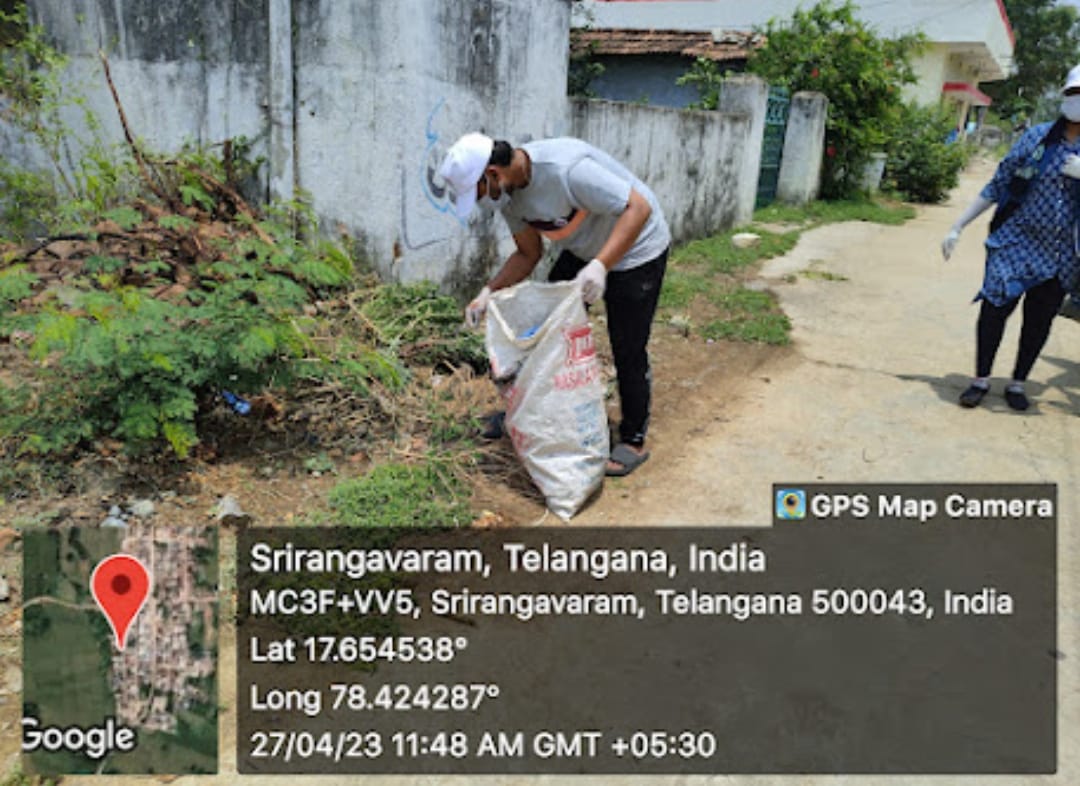 GPS Map Camera
Srirangavaram, Telangana, India
MC3F+VV5, Srirangavaram, Telangana 500043, India
Lat 17.654538°
Long 78.424287°
27/04/23 11:48 AM GMT +05:30
Google